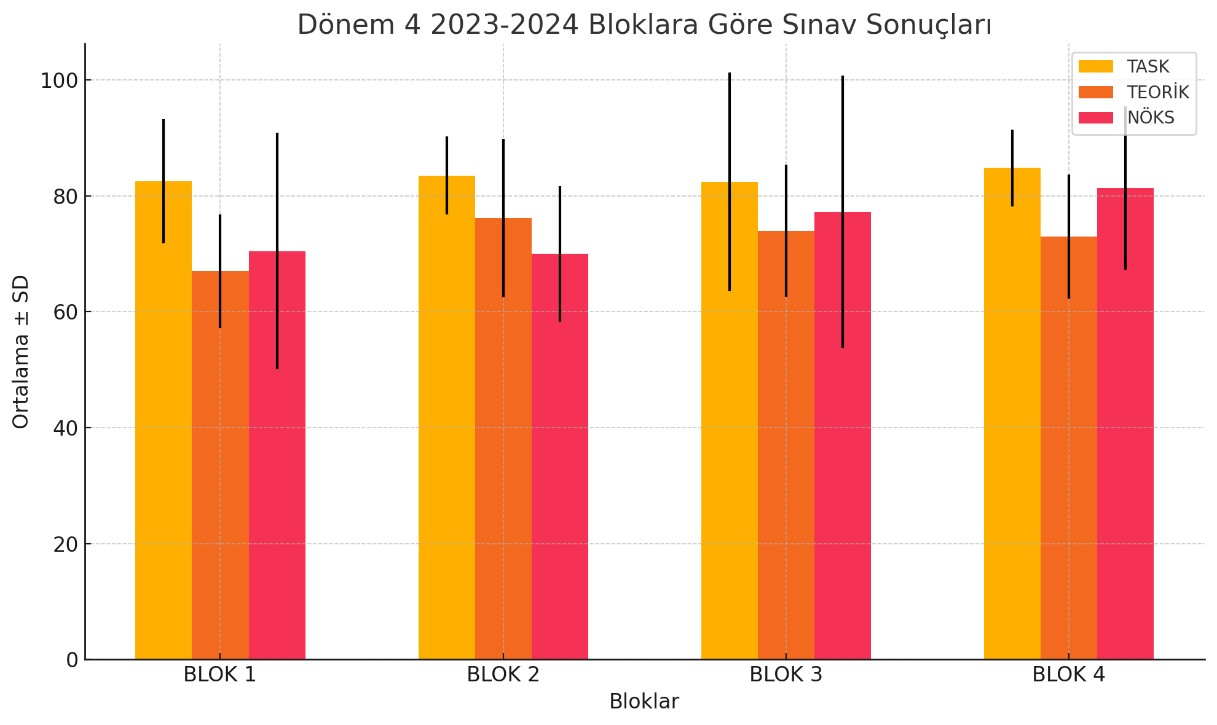 Dönem 4 2023-2024 Bloklara Göre Sınav Sonuçları
TASK
TEORİK
NÖKS
Ortalama ± SD
100
80
60
40
20
0
BLOK 1
BLOK 2
BLOK 3
BLOK 4
Bloklar